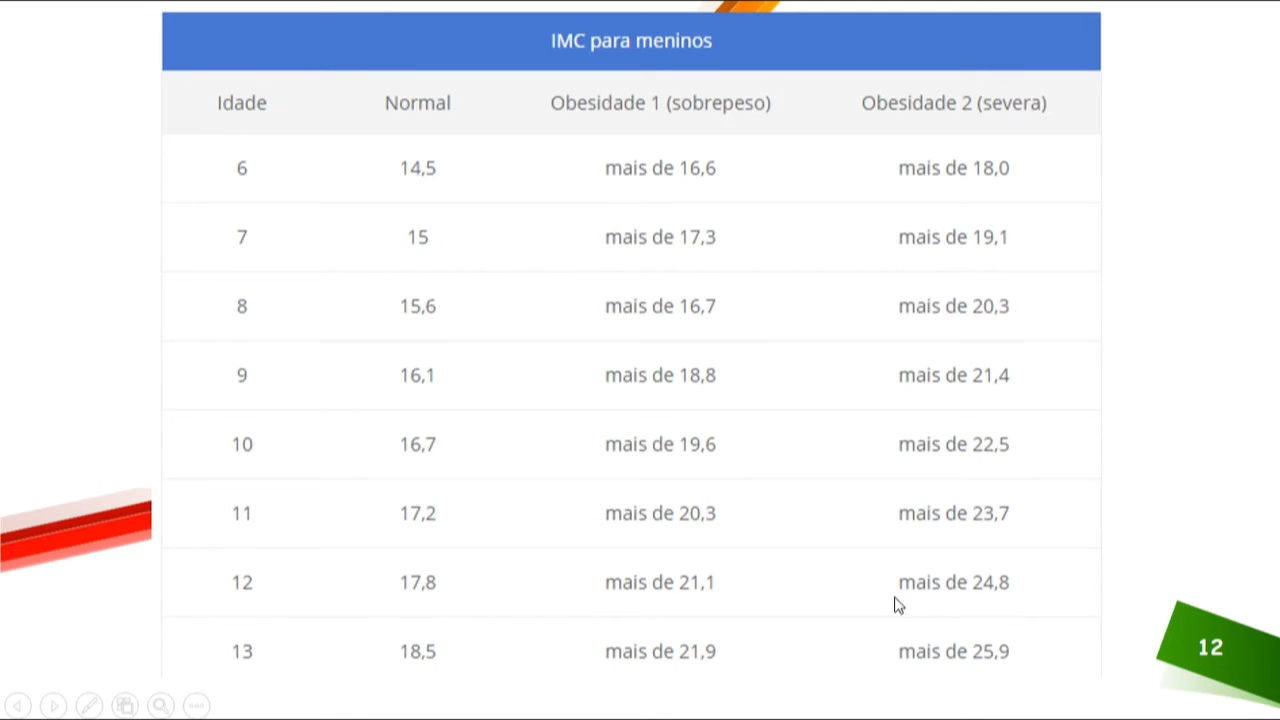 IMC para meninos
Idade Normal Obesidade 1 (sobrepeso) Obesidade 2 (severa)
6 14,5 mais de 16,6 mais de 18,0
7 15 mais de 17,3 mais de 19,1
8 15,6 mais de 16,7 mais de 20,3
9 16,1 mais de 18,8 mais de 21,4
10 16,7 mais de 19,6 mais de 22,5
11 17,2 mais de 20,3 mais de 23,7
12 17,8 mais de 21,1 mais de 24,8
13 18,5 mais de 21,9 mais de 25,9
12